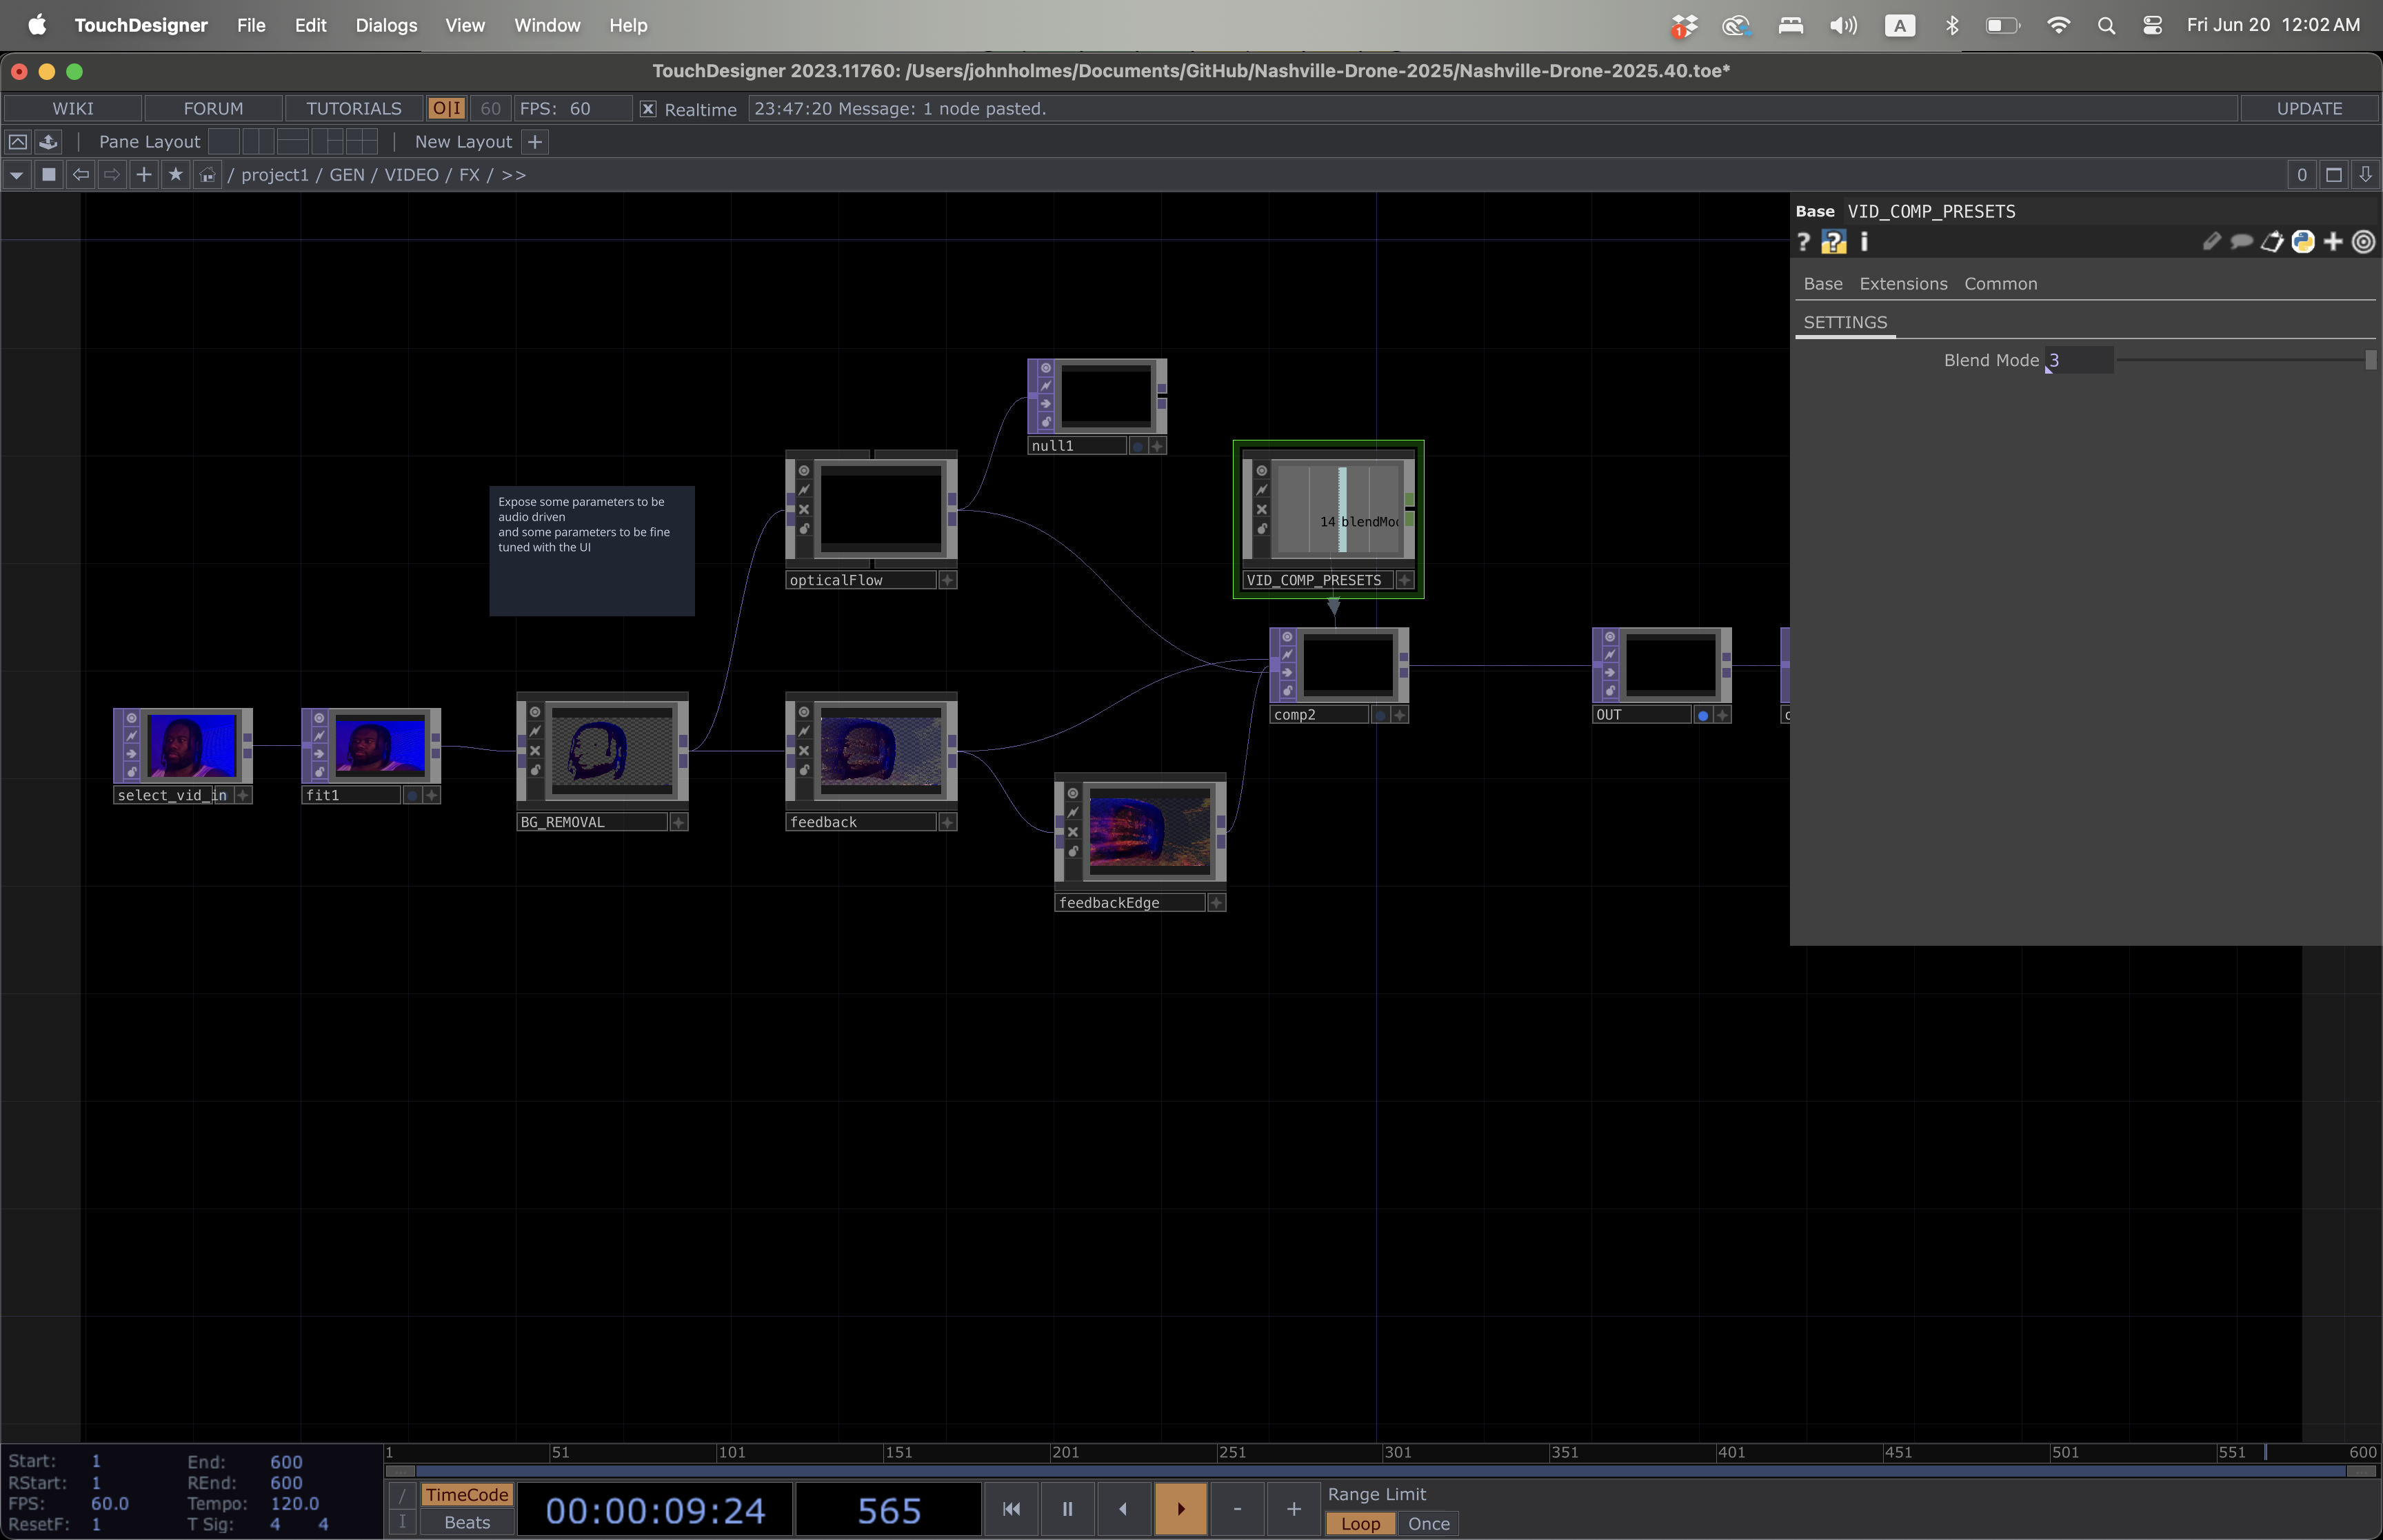 TouchDesigner File Edit Dialogs View Window Help
1 A Fri Jun 20 12:02 AM
TouchDesigner 2023.11760: /Users/johnholmes/Documents/GitHub/Nashville-Drone-2025/Nashville-Drone-2025.40.toe*
WIKI FORUM TUTORIALS O|I 60 FPS: 60 Realtime 23:47:20 Message: 1 node pasted. UPDATE
Pane Layout New Layout +
/ project1 / GEN / VIDEO / FX / >> 0
Base VID_COMP_PRESETS
? ? i
Base Extensions Common
SETTINGS
Blend Mode 3
null1
Expose some parameters to be
audio driven
and some parameters to be fine
tuned with the UI
14 blendMod
opticalFlow
VID_COMP_PRESETS
comp2
OUT
select_vid_in
fit1
BG_REMOVAL
feedback
feedbackEdge
1 51 101 151 201 251 301 351 401 451 501 551 600
Start: 1 End: 600
RStart: 1 REnd: 600
FPS: 60.0 Tempo: 120.0
ResetF: 1 T Sig: 4 4
/ TimeCode
I Beats
00:00:09:24 565 - +
Range Limit
Loop Once